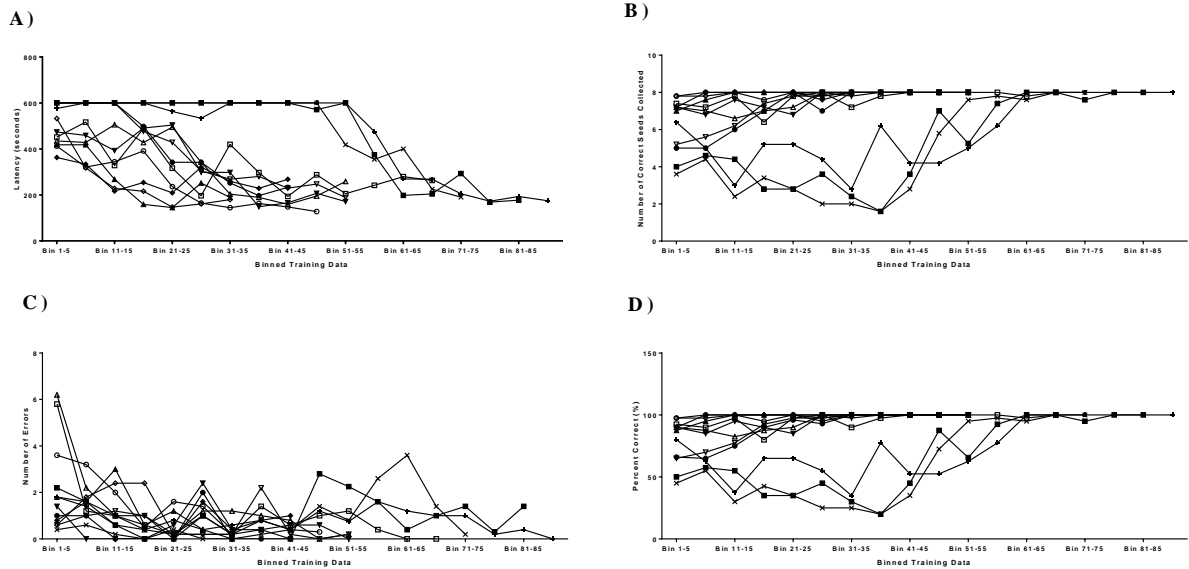 A)
800
600
400
200
0
Latency (seconds)
Bin 1-5 Bin 11-15 Bin 21-25 Bin 31-35 Bin 41-45 Bin 51-55 Bin 61-65 Bin 71-75 Bin 81-85
Binned Training Data
B)
10
8
6
4
2
0
Number of Correct Seeds Collected
Bin 1-5 Bin 11-15 Bin 21-25 Bin 31-35 Bin 41-45 Bin 51-55 Bin 61-65 Bin 71-75 Bin 81-85
Binned Training Data
C)
8
6
4
2
0
Number of Errors
Bin 1-5 Bin 11-15 Bin 21-25 Bin 31-35 Bin 41-45 Bin 51-55 Bin 61-65 Bin 71-75 Bin 81-85
Binned Training Data
D)
150
100
50
0
Percent Correct (%)
Bin 1-5 Bin 11-15 Bin 21-25 Bin 31-35 Bin 41-45 Bin 51-55 Bin 61-65 Bin 71-75 Bin 81-85
Binned Training Data